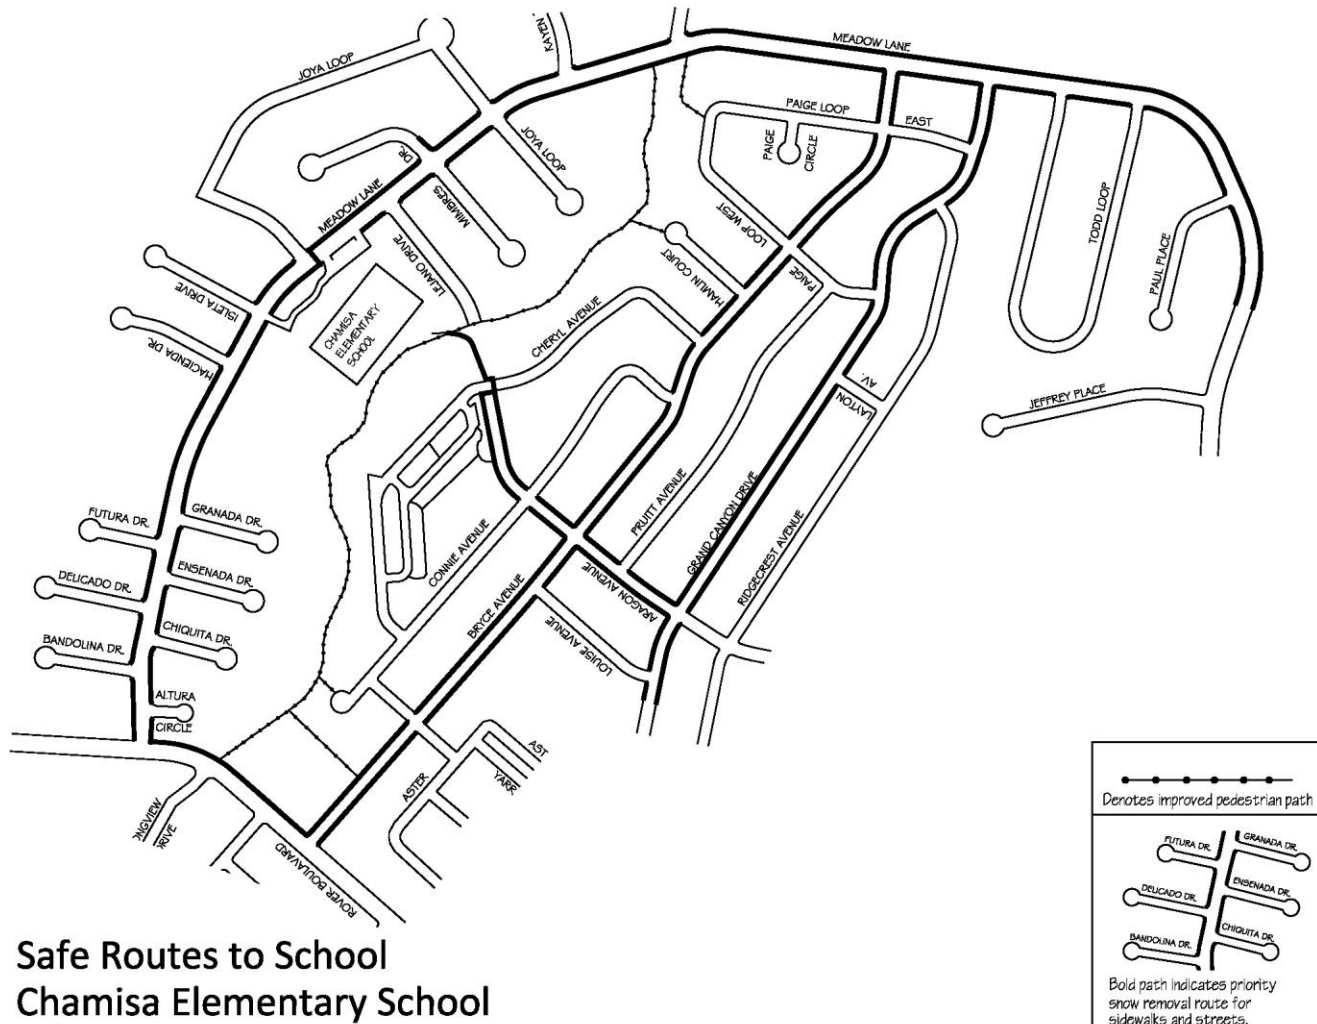 KAYEN
MEADOW LANE
JOYA LOOP
PAIGE LOOP
EAST
PAIGE
CIRCLE
JOYA LOOP
DR.
MIMBRES
MEADOW LANE
LOOP WEST
TODD LOOP
LEJANO DRIVE
HAMLIN COURT
PAIGE
PAUL PLACE
ISLETA DRIVE
CHERYL AVENUE
CHAMISA
ELEMENTARY
SCHOOL
HACIENDA DR.
AV.
LAYTON
JEFFREY PLACE
PRUITT AVENUE
GRAND CANYON DRIVE
FUTURA DR.
GRANADA DR.
CONNIE AVENUE
RIDGECREST AVENUE
DELICADO DR.
ENSENADA DR.
BRYCE AVENUE
ARAGON AVENUE
BANDOLINA DR.
CHIQUITA DR.
LOUISE AVENUE
ALTURA
CIRCLE
AST
YARR
ASTER
ONGVIEW
DRIVE
ROVER BOULAVARD
Denotes improved pedestrian path
FUTURA DR.
GRANADA DR.
DELICADO DR.
ENSENADA DR.
BANDOLINA DR.
CHIQUITA DR.
Bold path indicates priority
snow removal route for
sidewalks and streets.
Safe Routes to School
Chamisa Elementary School